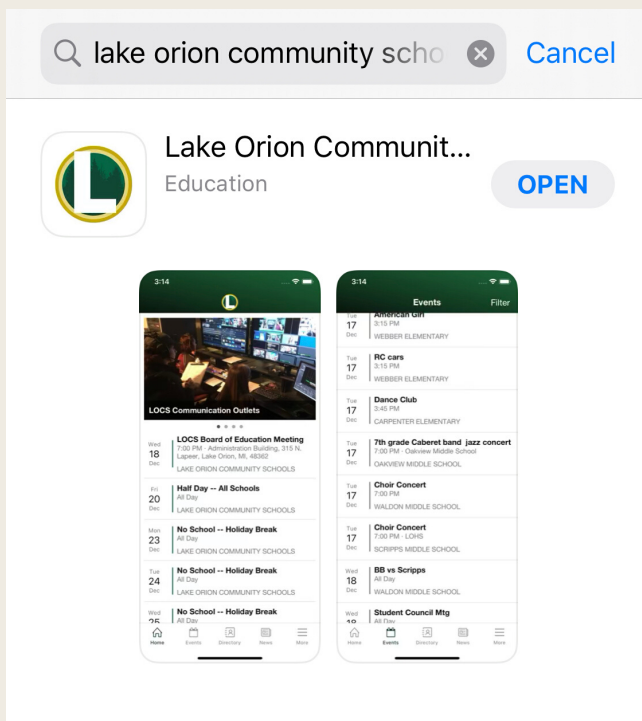 lake orion community scho
Cancel
Lake Orion Communit...
Education
OPEN
L
3:14
L
LOCS Communication Outlets
Wed
18
Dec
LOCS Board of Education Meeting
7:00 PM · Administration Building, 315 N.
Lapeer, Lake Orion, MI, 48362
LAKE ORION COMMUNITY SCHOOLS
Fri
20
Dec
Half Day -- All Schools
All Day
LAKE ORION COMMUNITY SCHOOLS
Mon
23
Dec
No School -- Holiday Break
All Day
LAKE ORION COMMUNITY SCHOOLS
Tue
24
Dec
No School -- Holiday Break
All Day
LAKE ORION COMMUNITY SCHOOLS
Wed
25
No School -- Holiday Break
All Day
Home
Events
Directory
News
More
3:14
Events
Filter
Tue
17
Dec
American Girl
3:15 PM
WEBBER ELEMENTARY
Tue
17
Dec
RC cars
3:15 PM
WEBBER ELEMENTARY
Tue
17
Dec
Dance Club
3:45 PM
CARPENTER ELEMENTARY
Tue
17
Dec
7th grade Caberet band jazz concert
7:00 PM · Oakview Middle School
OAKVIEW MIDDLE SCHOOL
Tue
17
Dec
Choir Concert
7:00 PM
WALDON MIDDLE SCHOOL
Tue
17
Dec
Choir Concert
7:00 PM · LOHS
SCRIPPS MIDDLE SCHOOL
Wed
18
Dec
BB vs Scripps
All Day
WALDON MIDDLE SCHOOL
Wed
18
Student Council Mtg
All Day
Home
Events
Directory
News
More